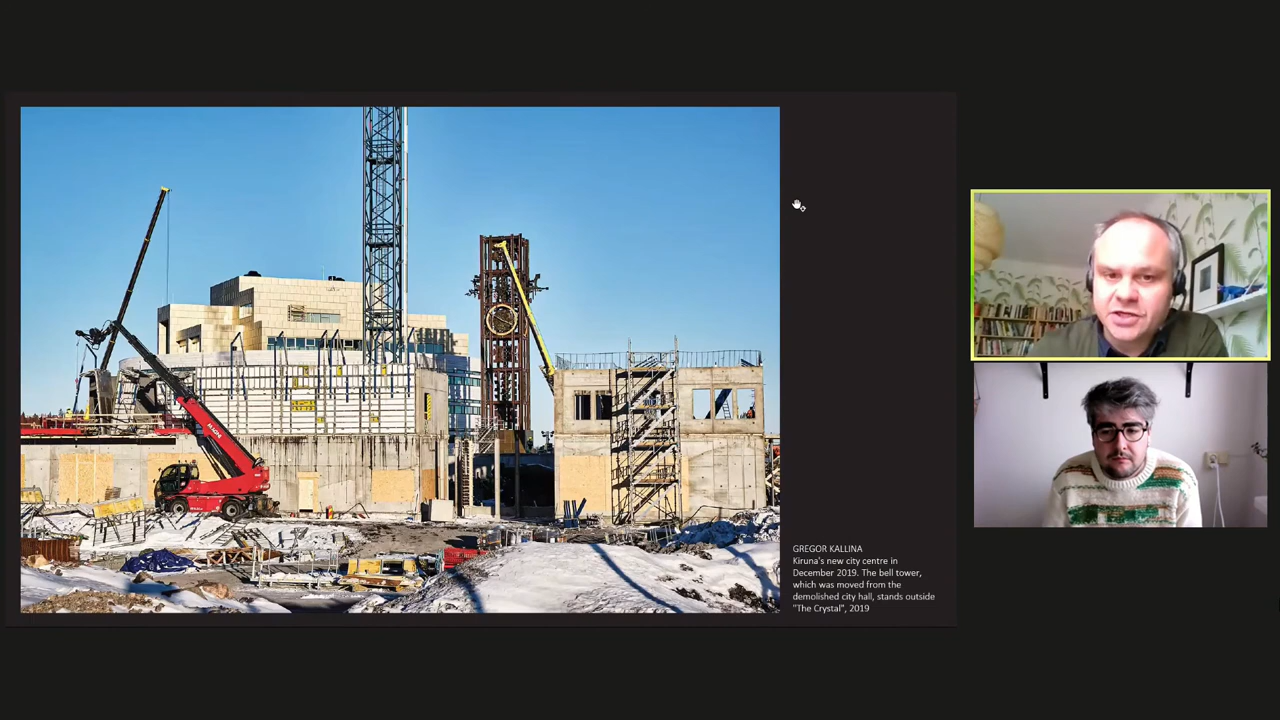 GREGOR KALLINA
Kiruna's new city centre in
December 2019. The bell tower,
which was moved from the
demolished city hall, stands outside
"The Crystal", 2019